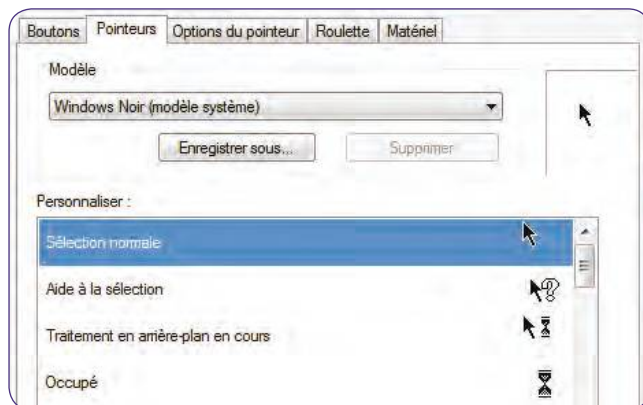 Boutons Pointeurs Options du pointeur Roulette Matériel
Modèle
Windows Noir (modèle système)
Enregistrer sous... Supprimer
Personnaliser :
Sélection normale
Aide à la sélection
Traitement en arrière-plan en cours
Occupé